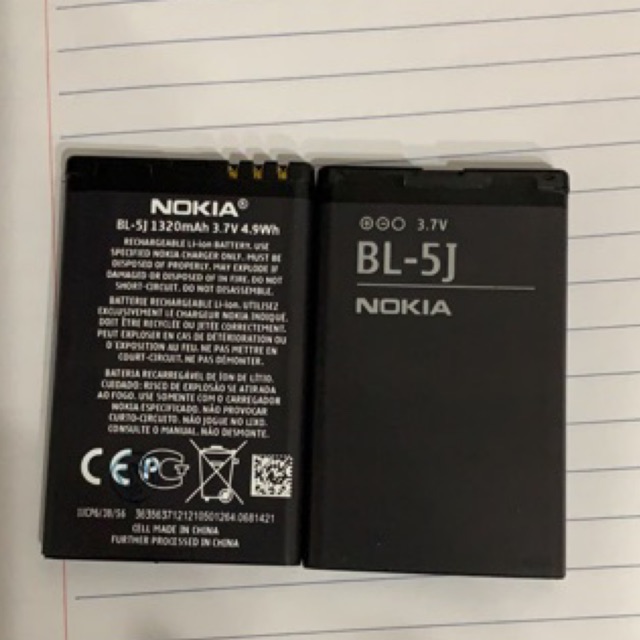 NOKIA®
BL-5J 1320mAh 3.7V 4.9Wh
RECHARGEABLE Li-ion BATTERY. USE
SPECIFIED NOKIA CHARGER ONLY. MUST BE
DISPOSED OF PROPERLY. MAY EXPLODE IF
DAMAGED OR DISPOSED OF IN FIRE. DO NOT
SHORT-CIRCUIT. DO NOT DISASSEMBLE.
BATTERIE RECHARGEABLE Li-ion. UTILISEZ
EXCLUSIVEMENT LE CHARGEUR NOKIA INDIQUÉ.
DOIT ÊTRE RECYCLÉE OU JETÉE CORRECTEMENT.
PEUT EXPLOSER EN CAS DE DÉTÉRIORATION OU
D'EXPOSITION AU FEU. NE PAS METTRE EN
COURT-CIRCUIT. NE PAS DÉMONTER.
BATERIA RECARREGÁVEL DE ÍON DE LÍTIO.
CUIDADO: RISCO DE EXPLOSÃO SE ATIRADA
AO FOGO. USE SOMENTE COM O CARREGADOR
NOKIA ESPECIFICADO. NÃO PROVOCAR
CURTO-CIRCUITO. NÃO JOGUE NO LIXO.
CONSULTE O MANUAL. NÃO DESMONTE.
CE
3635637121210501264.0681421
CELL MADE IN CHINA
FURTHER PROCESSED IN CHINA
⊕⊖○ 3.7V
BL-5J
NOKIA